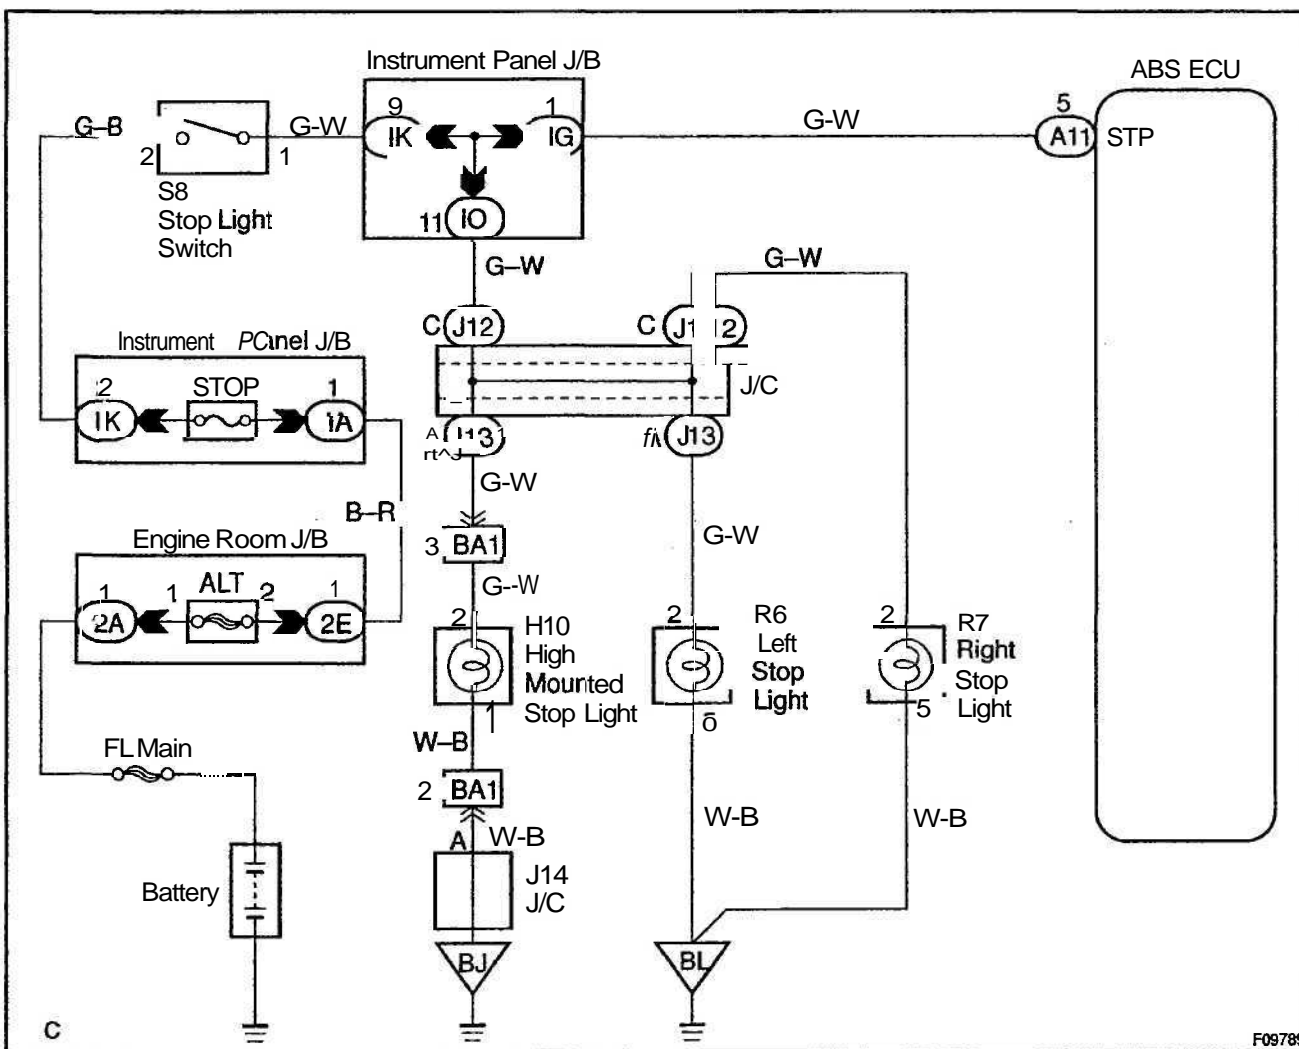 Instrument Panel J/B
ABS ECU
G-B
2
1
S8
Stop Light
Switch
G-W
9
IK
1
IG
11
IO
G-W
5
A11
STP
G-W
G-W
C
J12
C
J/C
Instrument
J/B
2
1K
STOP
1
1A
J13
J13
B-R
G-W
3
BA1
G-W
G--W
Engine Room J/B
1
2A
1
ALT
2
1
2E
2
H10
High
Mounted
Stop Light
1
2
R6
Left
Stop
Light
2
R7
Right
Stop
Light
5
FL Main
W-B
2
BA1
A
W-B
J14
J/C
W-B
W-B
Battery
BJ
BL
C
F09789